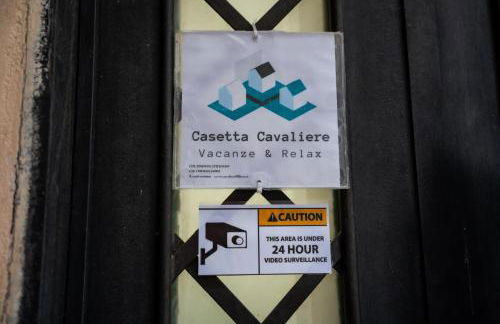 Casetta Cavaliere
Vacanze & Relax
CAUTION
THIS AREA IS UNDER
24 HOUR
VIDEO SURVEILLANCE